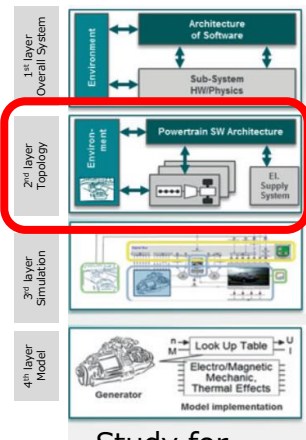 1st layer
Overall System
Environment
Architecture
of Software
Sub-System
HW/Physics
2nd layer
Topology
Environ-
ment
Powertrain SW Architecture
El.
Supply
System
3rd layer
Simulation
4th layer
Model
Generator
n
M
Look Up Table
U
I
Electro/Magnetic
Mechanic,
Thermal Effects
Model implementation
Study for